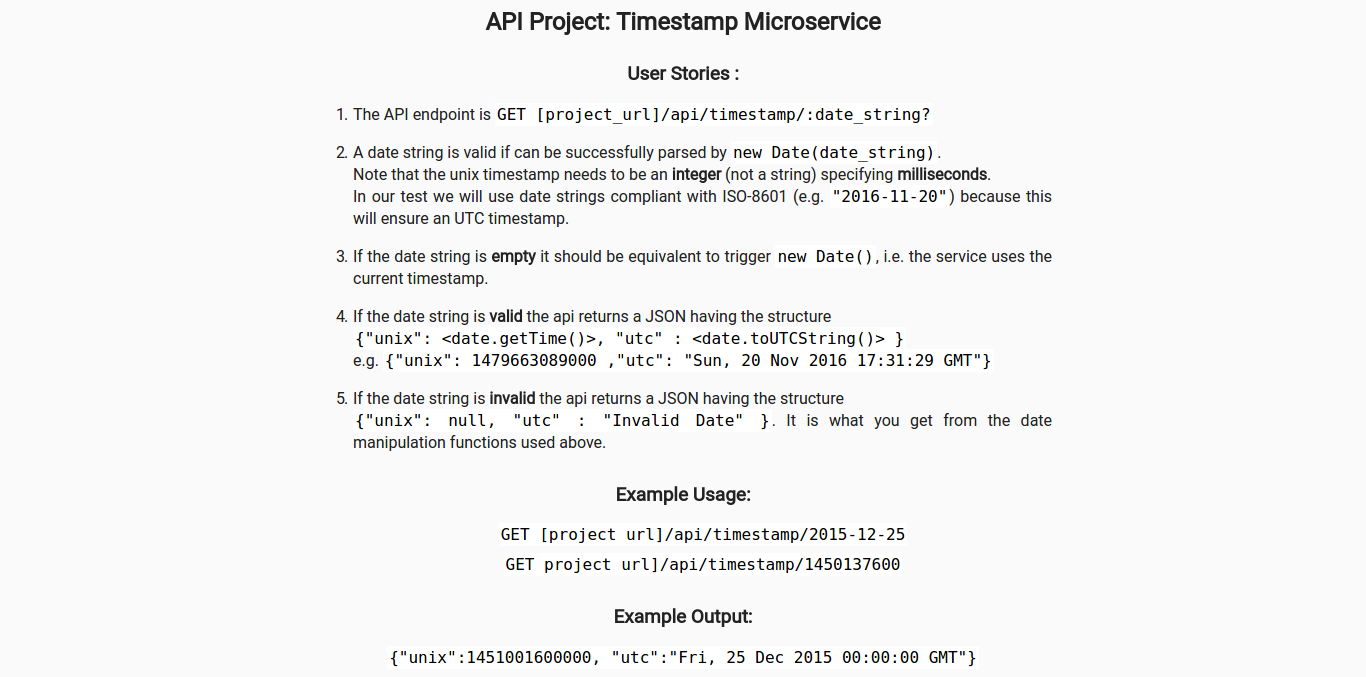 API Project: Timestamp Microservice
User Stories :
1. The API endpoint is GET [project_url]/api/timestamp/:date_string?
2. A date string is valid if can be successfully parsed by new Date(date_string).
Note that the unix timestamp needs to be an integer (not a string) specifying milliseconds.
In our test we will use date strings compliant with ISO-8601 (e.g. "2016-11-20") because this
will ensure an UTC timestamp.
3. If the date string is empty it should be equivalent to trigger new Date(), i.e. the service uses the
current timestamp.
4. If the date string is valid the api returns a JSON having the structure
{"unix": <date.getTime()>, "utc" : <date.toUTCString()> }
e.g. {"unix": 1479663089000 ,"utc": "Sun, 20 Nov 2016 17:31:29 GMT"}
5. If the date string is invalid the api returns a JSON having the structure
{"unix": null, "utc" : "Invalid Date" }. It is what you get from the date
manipulation functions used above.
Example Usage:
GET [project url]/api/timestamp/2015-12-25
GET project url]/api/timestamp/1450137600
Example Output:
{"unix":1451001600000, "utc":"Fri, 25 Dec 2015 00:00:00 GMT"}